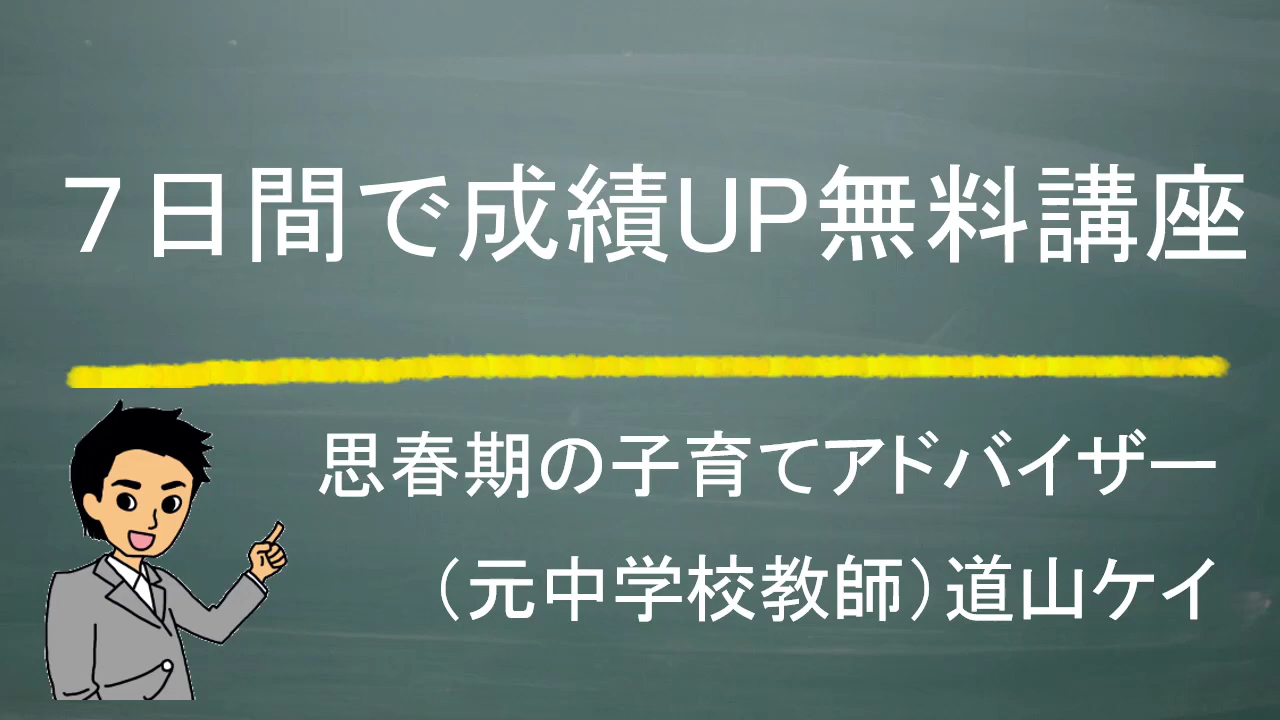 ７日間で成績UP無料講座
思春期の子育てアドバイザー
（元中学校教師）道山ケイ